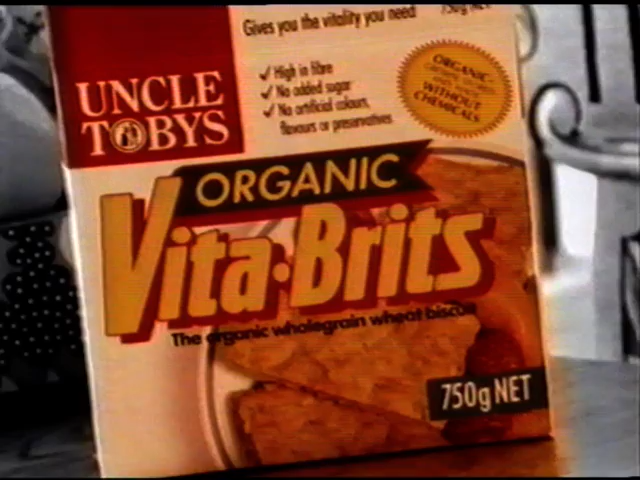 Gives you the vitality you need
750g NET
✓ High in fibre
✓ No added sugar
✓ No artificial colours,
flavours or preservatives
ORGANIC
WITHOUT
CHEMICALS
UNCLE
TOBYS
ORGANIC
Vita·Brits
The organic wholegrain wheat biscuit
750g NET